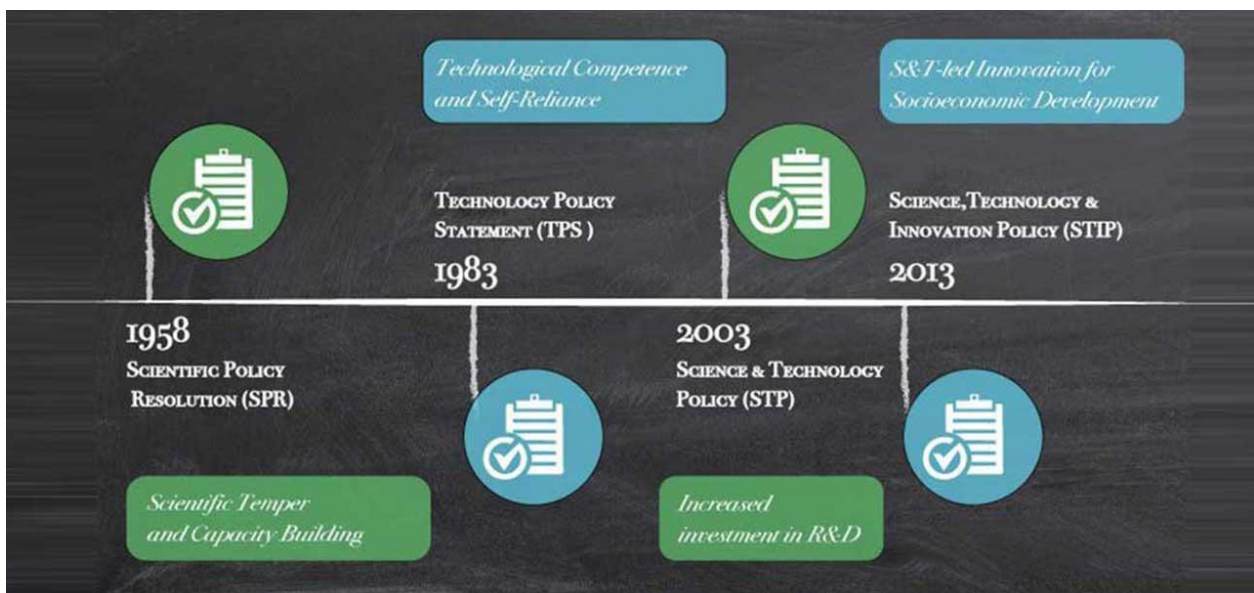 Technological Competence
and Self-Reliance
S&T-led Innovation for
Socioeconomic Development
Technology Policy
Statement (TPS )
1983
Science,Technology &
Innovation Policy (STIP)
2013
1958
Scientific Policy
Resolution (SPR)
2003
Science & Technology
Policy (STP)
Scientific Temper
and Capacity Building
Increased
investment in R&D